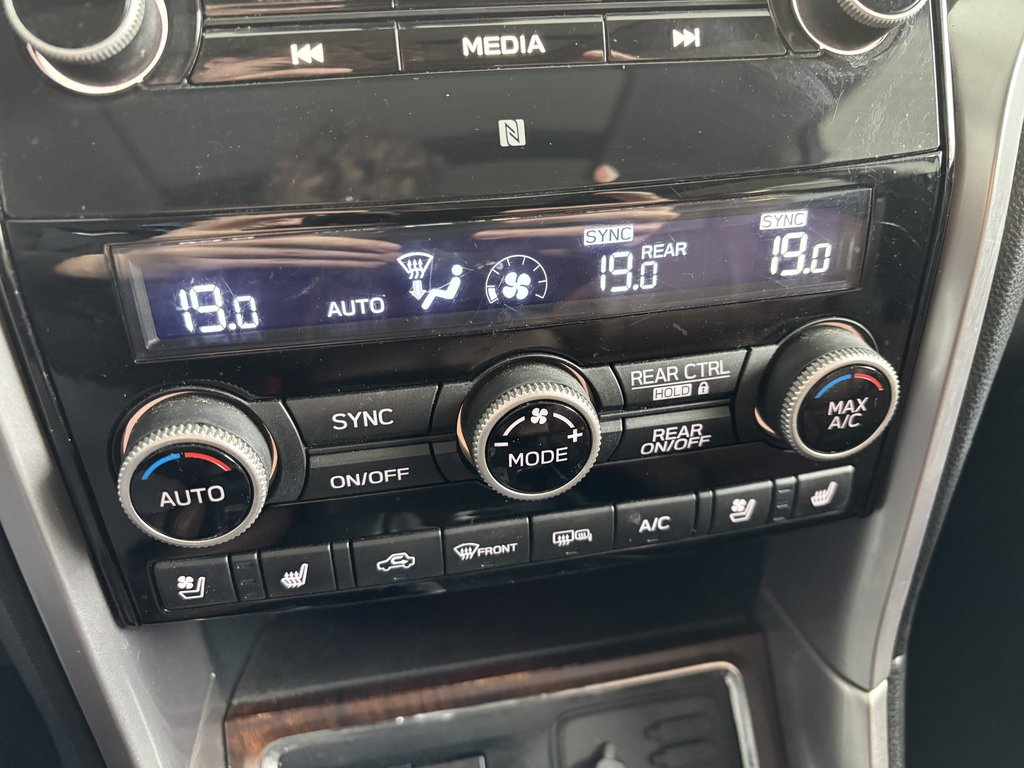 MEDIA
19.0 AUTO SYNC 19.0 REAR SYNC 19.0
SYNC
REAR CTRL
HOLD
AUTO
ON/OFF
MODE
REAR
ON/OFF
MAX
A/C
FRONT
A/C